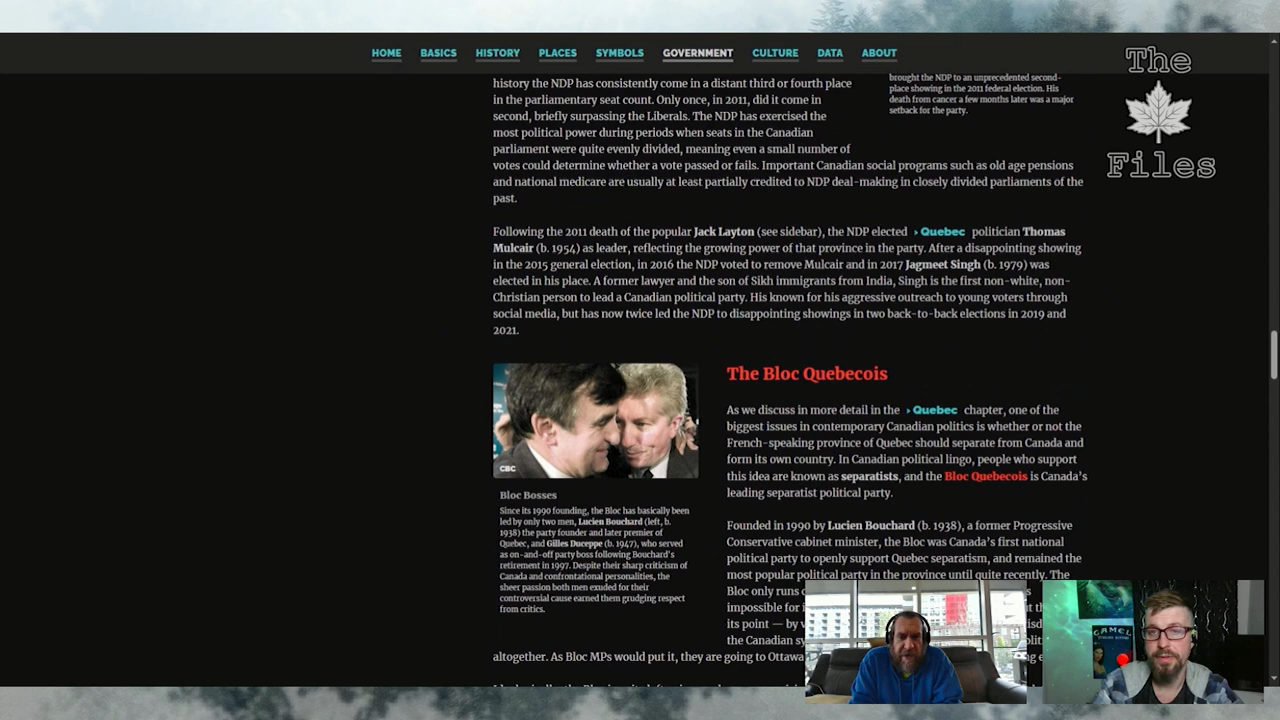 HOME BASICS HISTORY PLACES SYMBOLS GOVERNMENT CULTURE DATA ABOUT
The
Files
history the NDP has consistently come in a distant third or fourth place
in the parliamentary seat count. Only once, in 2011, did it come in
second, briefly surpassing the Liberals. The NDP has exercised the
most political power during periods when seats in the Canadian
parliament were quite evenly divided, meaning even a small number of
votes could determine whether a vote passed or fails. Important Canadian social programs such as old age pensions
and national medicare are usually at least partially credited to NDP deal-making in closely divided parliaments of the
past.
brought the NDP to an unprecedented second-
place showing in the 2011 federal election. His
death from cancer a few months later was a major
setback for the party.
Following the 2011 death of the popular Jack Layton (see sidebar), the NDP elected Quebec politician Thomas
Mulcair (b. 1954) as leader, reflecting the growing power of that province in the party. After a disappointing showing
in the 2015 general election, in 2016 the NDP voted to remove Mulcair and in 2017 Jagmeet Singh (b. 1979) was
elected in his place. A former lawyer and the son of Sikh immigrants from India, Singh is the first non-white, non-
Christian person to lead a Canadian political party. His known for his aggressive outreach to young voters through
social media, but has now twice led the NDP to disappointing showings in two back-to-back elections in 2019 and
2021.
CBC
Bloc Bosses
Since its 1990 founding, the Bloc has basically been
led by only two men, Lucien Bouchard (left, b.
1938) the party founder and later premier of
Quebec, and Gilles Duceppe (b. 1947), who served
as on-and-off party boss following Bouchard's
retirement in 1997. Despite their sharp criticism of
Canada and confrontational personalities, the
sheer passion both men exuded for their
controversial cause earned them grudging respect
from critics.
The Bloc Quebecois
As we discuss in more detail in the Quebec chapter, one of the
biggest issues in contemporary Canadian politics is whether or not the
French-speaking province of Quebec should separate from Canada and
form its own country. In Canadian political lingo, people who support
this idea are known as separatists, and the Bloc Quebecois is Canada's
leading separatist political party.
Founded in 1990 by Lucien Bouchard (b. 1938), a former Progressive
Conservative cabinet minister, the Bloc was Canada's first national
political party to openly support Quebec separatism, and remained the
most popular political party in the province until quite recently. The
Bloc only runs
impossible for
its point — by
the Canadian
altogether. As Bloc MPs would put it, they are going to Ottawa
CAMEL